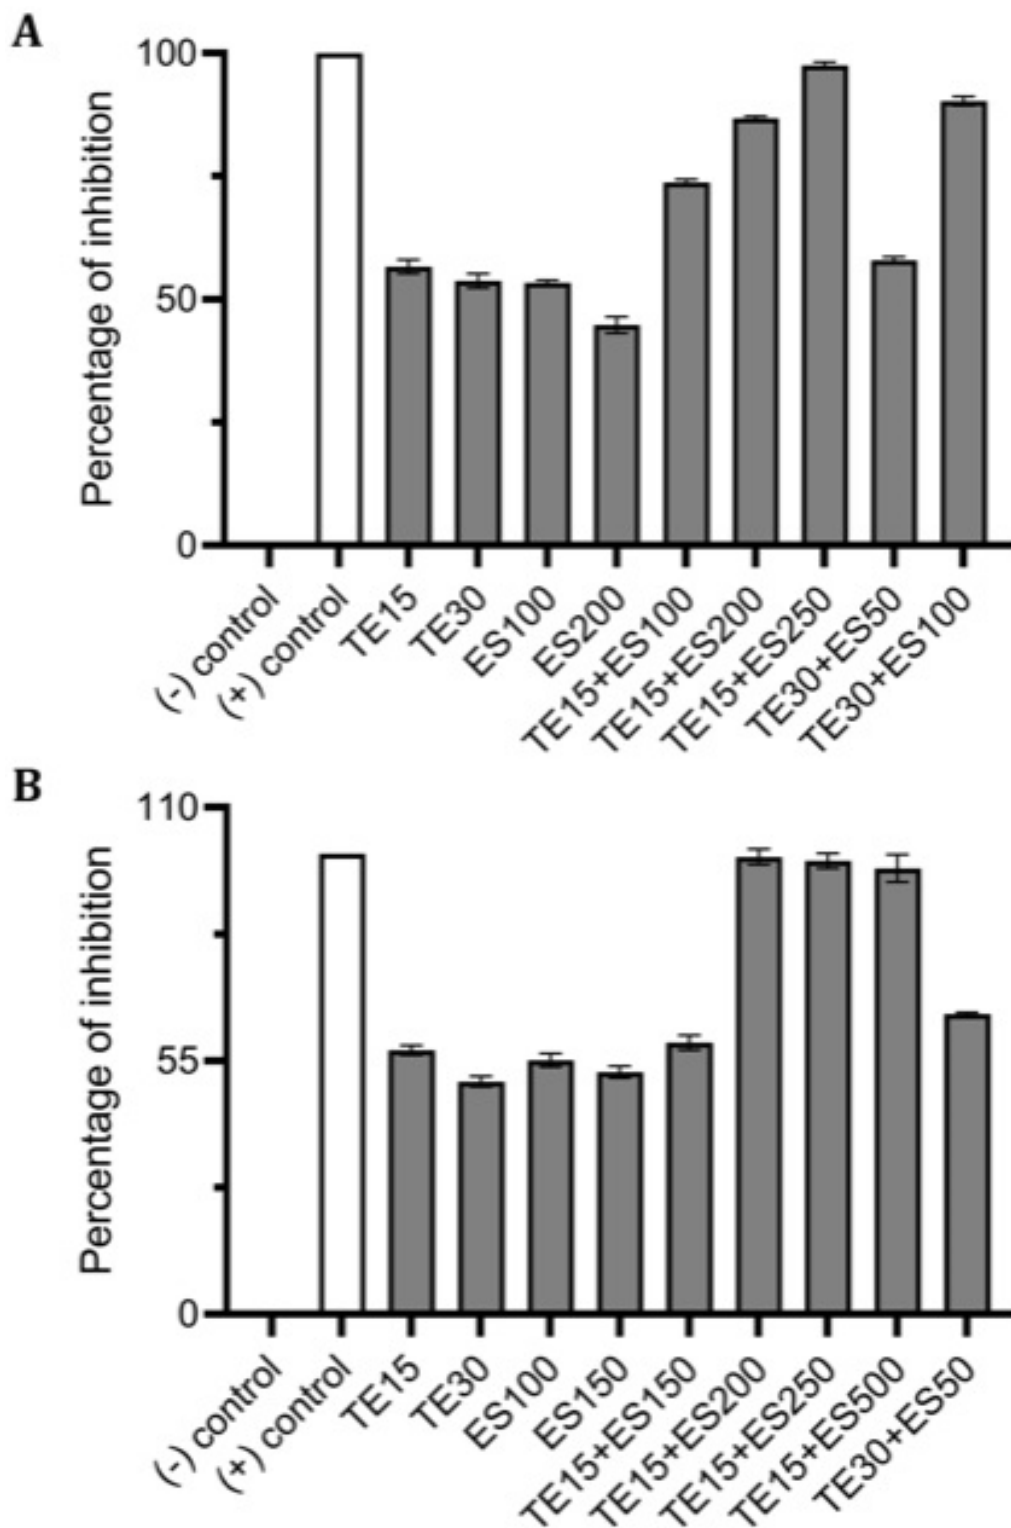 A
Percentage of inhibition
100
50
0
(-) control
(+) control
TE15
TE30
ES100
ES200
TE15+ES100
TE15+ES200
TE15+ES250
TE30+ES50
TE30+ES100
B
Percentage of inhibition
110
55
0
(-) control
(+) control
TE15
TE30
ES100
ES150
TE15+ES150
TE15+ES200
TE15+ES250
TE15+ES500
TE30+ES50